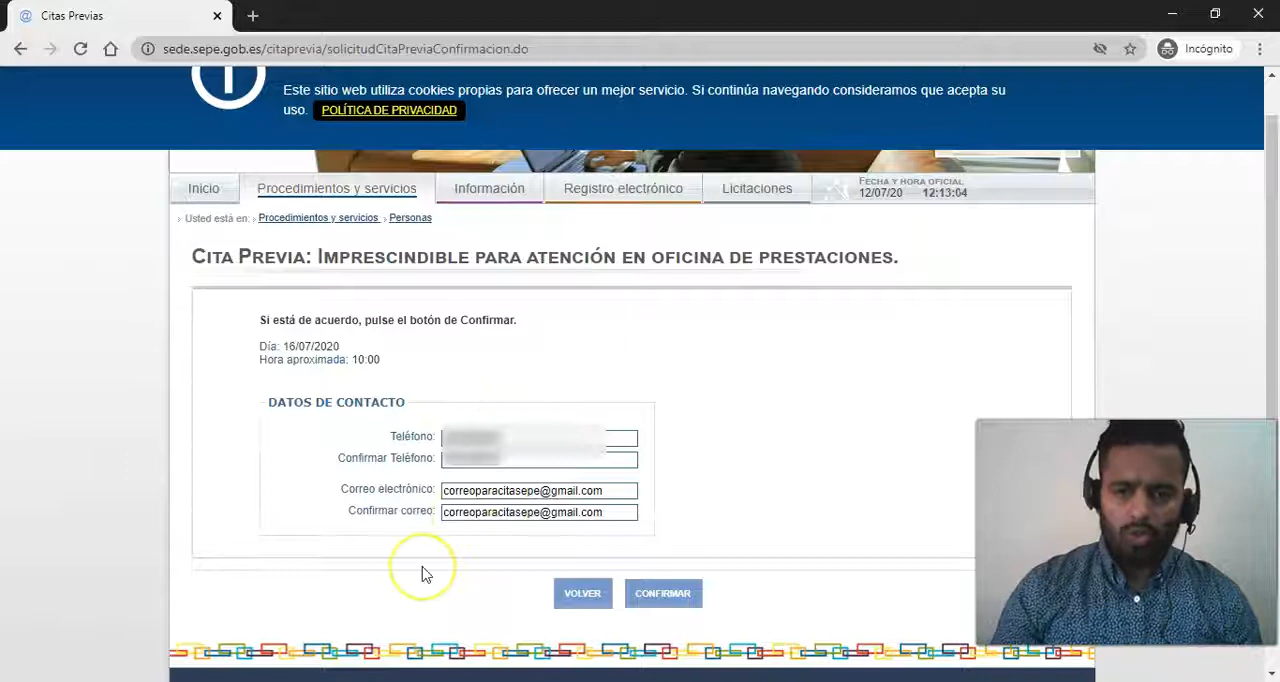 Citas Previas
sede.sepe.gob.es/citaprevia/solicitudCitaPreviaConfirmacion.do
Incógnito
Este sitio web utiliza cookies propias para ofrecer un mejor servicio. Si continúa navegando consideramos que acepta su
uso. POLÍTICA DE PRIVACIDAD
Inicio Procedimientos y servicios Información Registro electrónico Licitaciones FECHA Y HORA OFICIAL
12/07/20 12:13:04
Usted está en: Procedimientos y servicios Personas
CITA PREVIA: IMPRESCINDIBLE PARA ATENCIÓN EN OFICINA DE PRESTACIONES.
Si está de acuerdo, pulse el botón de Confirmar.
Día: 16/07/2020
Hora aproximada: 10:00
DATOS DE CONTACTO
Teléfono:
Confirmar Teléfono:
Correo electrónico: correoparacitasepe@gmail.com
Confirmar correo: correoparacitasepe@gmail.com
VOLVER CONFIRMAR